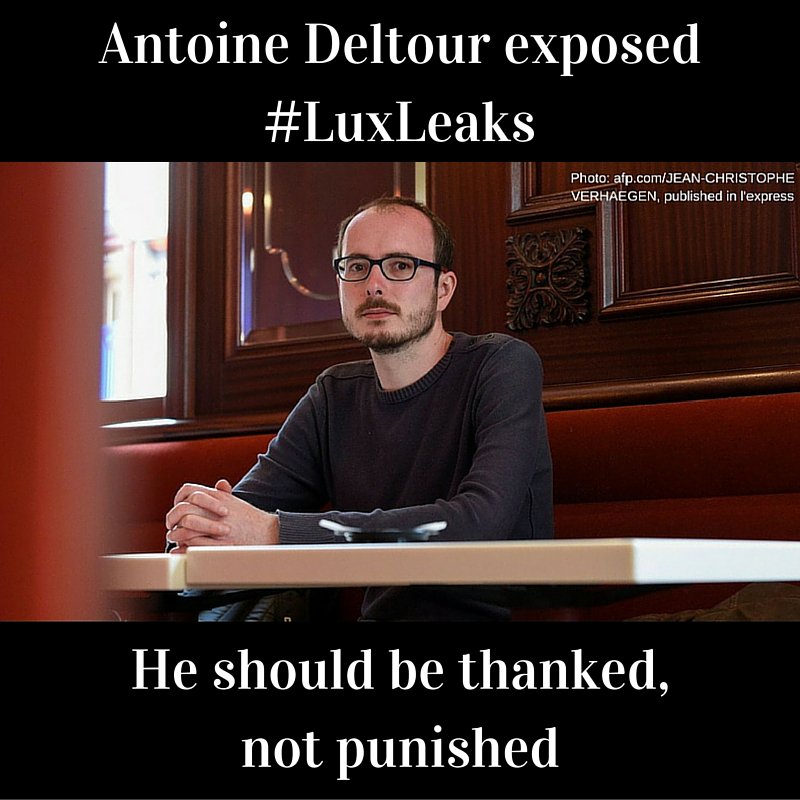 Antoine Deltour exposed
#LuxLeaks
Photo: afp.com/JEAN-CHRISTOPHE
VERHAEGEN, published in l'express
He should be thanked,
not punished